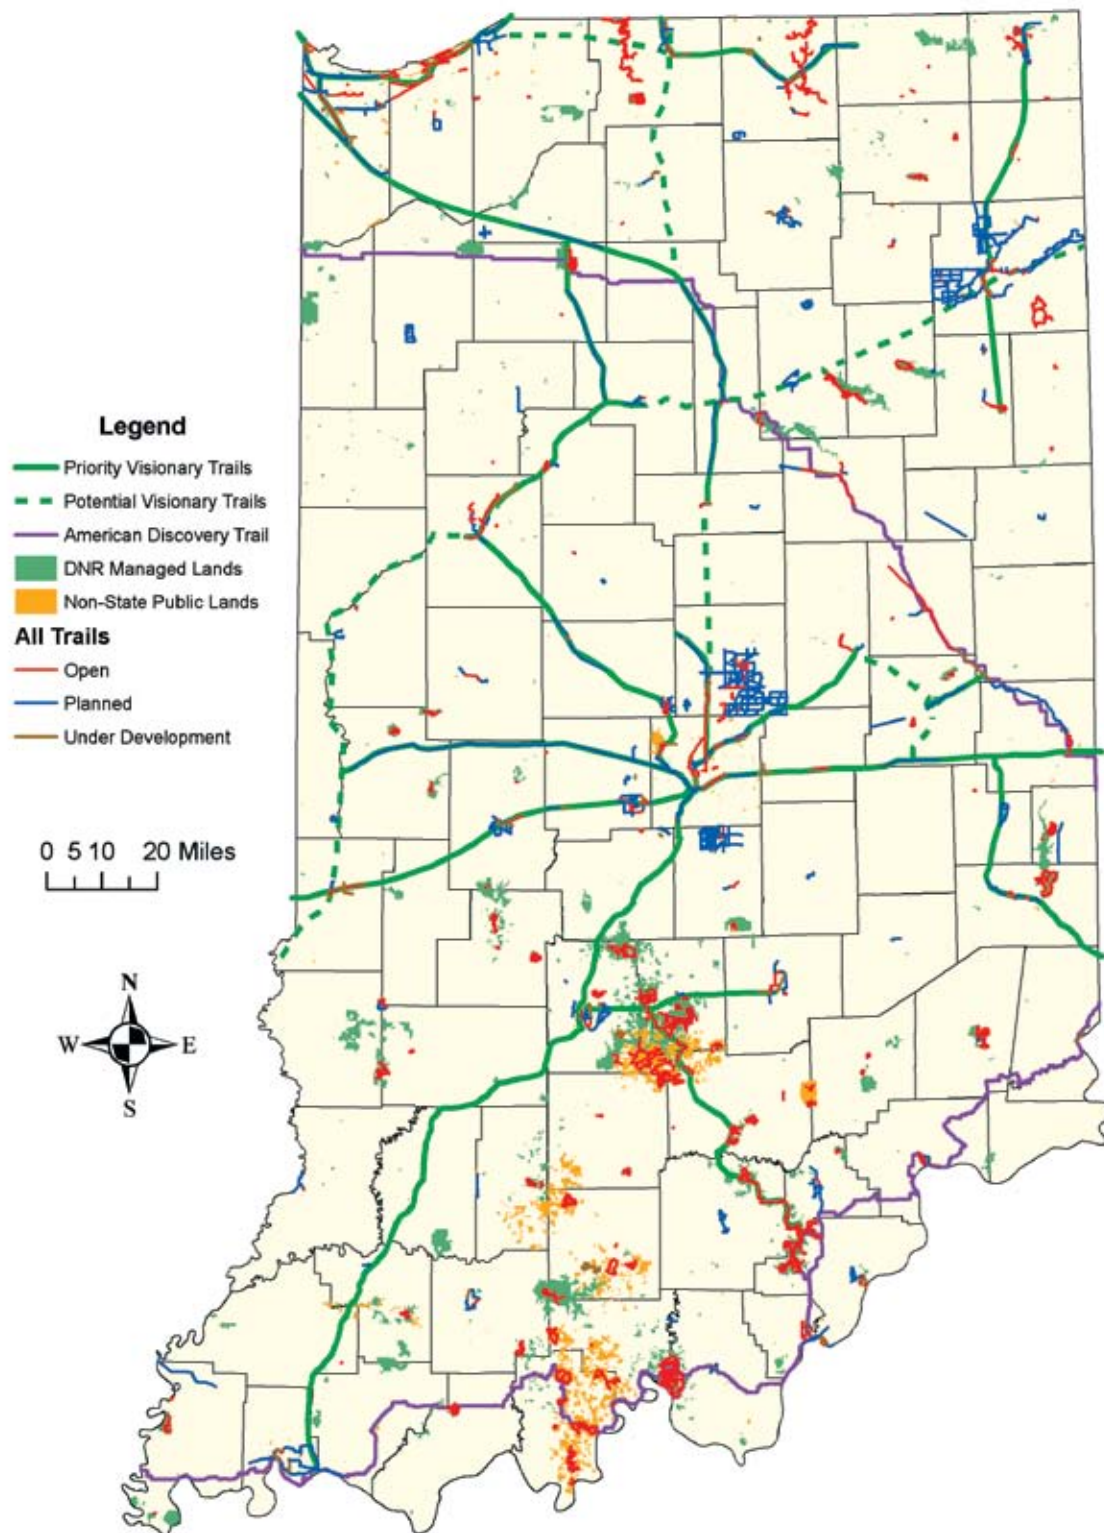 Legend
Priority Visionary Trails
Potential Visionary Trails
American Discovery Trail
DNR Managed Lands
Non-State Public Lands
All Trails
Open
Planned
Under Development
0 5 10 20 Miles
N
W E
S